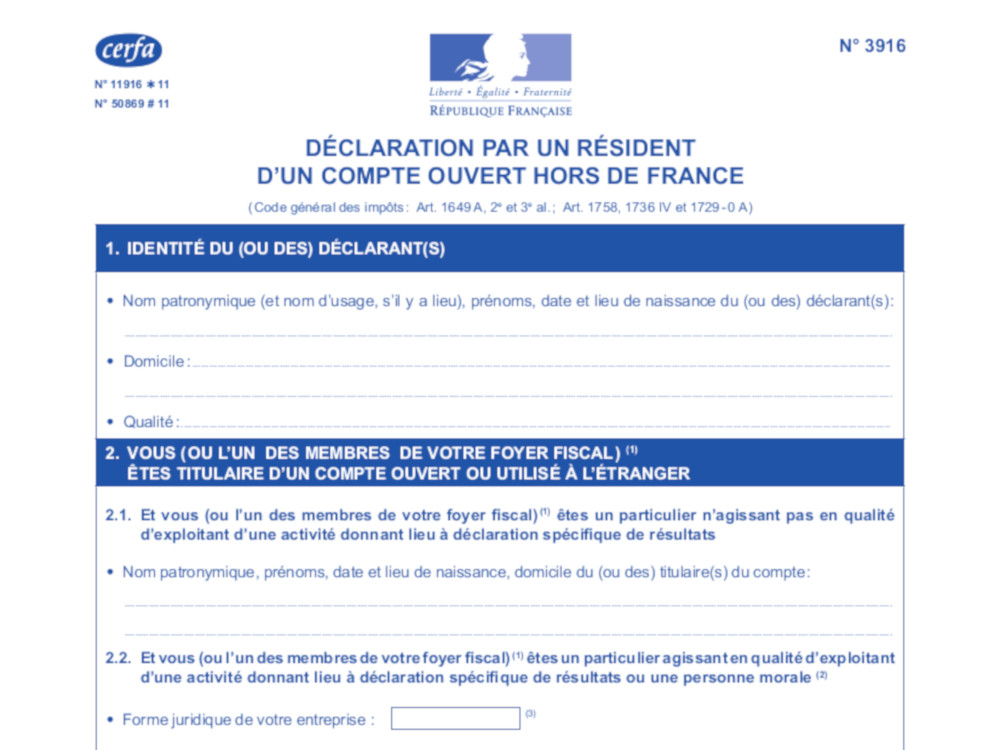 cerfa
N° 11916 ✱ 11
N° 50869 # 11
Liberté • Égalité • Fraternité
RÉPUBLIQUE FRANÇAISE
N° 3916
DÉCLARATION PAR UN RÉSIDENT
D'UN COMPTE OUVERT HORS DE FRANCE
(Code général des impôts : Art. 1649 A, 2e et 3e al. ; Art. 1758, 1736 IV et 1729-0 A)
1. IDENTITÉ DU (OU DES) DÉCLARANT(S)
• Nom patronymique (et nom d'usage, s'il y a lieu), prénoms, date et lieu de naissance du (ou des) déclarant(s) :
• Domicile :
• Qualité :
2. VOUS (OU L'UN DES MEMBRES DE VOTRE FOYER FISCAL) (1)
ÊTES TITULAIRE D'UN COMPTE OUVERT OU UTILISÉ À L'ÉTRANGER
2.1. Et vous (ou l'un des membres de votre foyer fiscal) (1) êtes un particulier n'agissant pas en qualité
d'exploitant d'une activité donnant lieu à déclaration spécifique de résultats
• Nom patronymique, prénoms, date et lieu de naissance, domicile du (ou des) titulaire(s) du compte :
2.2. Et vous (ou l'un des membres de votre foyer fiscal) (1) êtes un particulier agissant en qualité d'exploitant
d'une activité donnant lieu à déclaration spécifique de résultats ou une personne morale (2)
• Forme juridique de votre entreprise : (3)